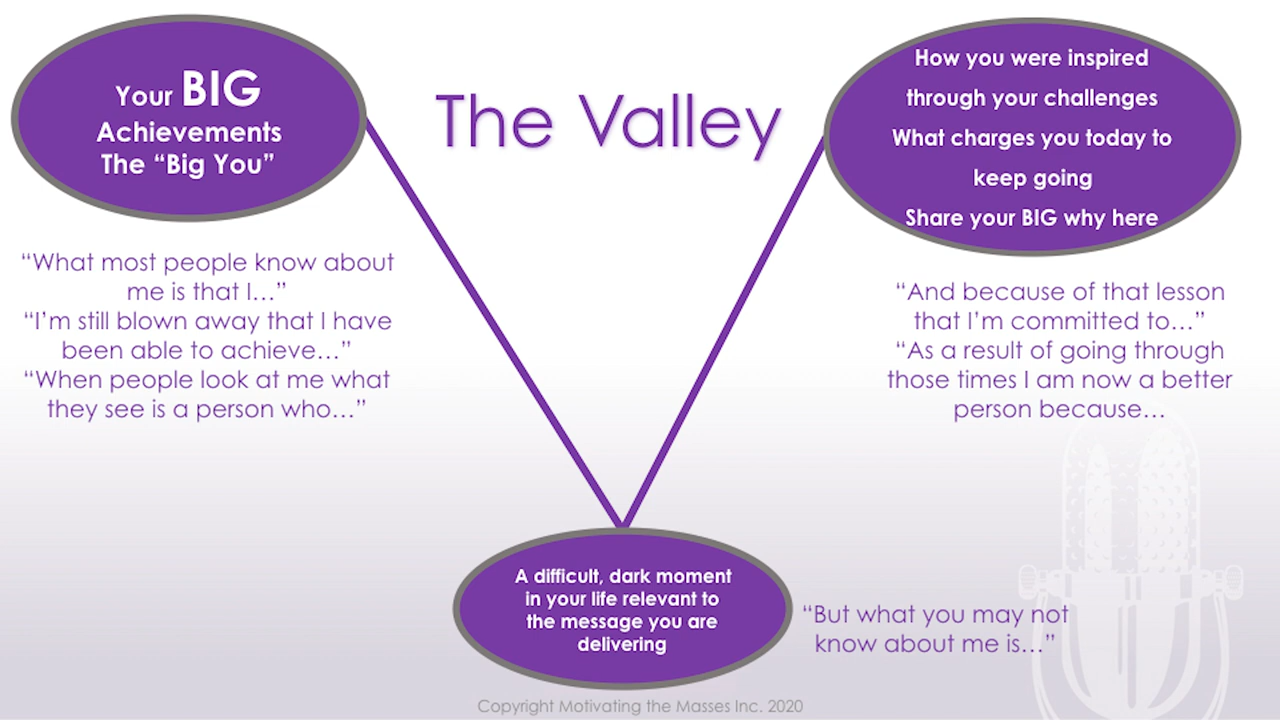 The Valley
Your BIG
Achievements
The “Big You”
“What most people know about
me is that I...”
“I’m still blown away that I have
been able to achieve...”
“When people look at me what
they see is a person who...”
A difficult, dark moment
in your life relevant to
the message you are
delivering
“But what you may not
know about me is...”
How you were inspired
through your challenges
What charges you today to
keep going
Share your BIG why here
“And because of that lesson
that I’m committed to...”
“As a result of going through
those times I am now a better
person because...
Copyright Motivating the Masses Inc. 2020